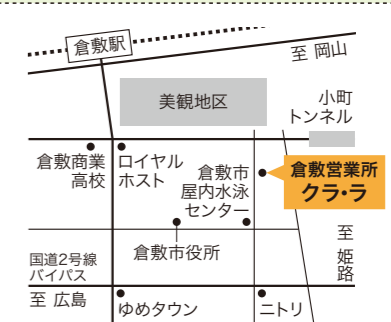 倉敷駅
至 岡山
美観地区
小町
トンネル
倉敷商業
高校
ロイヤル
ホスト
倉敷市
屋内水泳
センター
倉敷営業所
クラ・ラ
倉敷市役所
至
姫
路
国道2号線
バイパス
至 広島
ゆめタウン
ニトリ